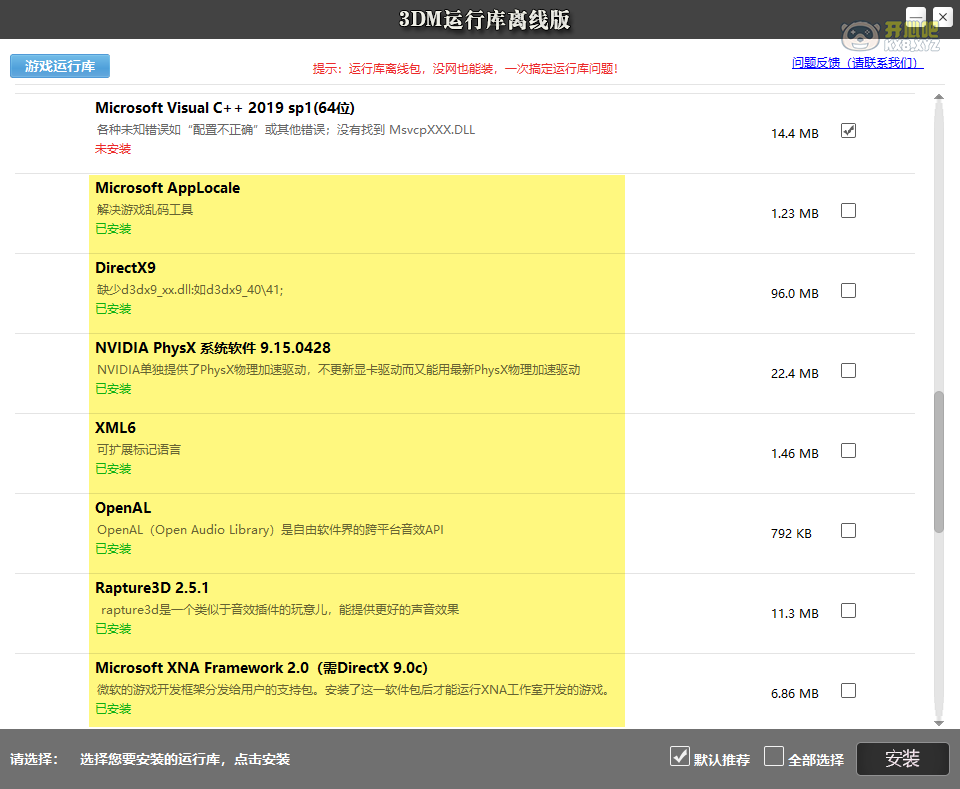 3DM运行库离线版
开心吧
KX8.XYZ
游戏运行库
提示：运行库离线包，没网也能装，一次搞定运行库问题！
问题反馈（请联系我们）
Microsoft Visual C++ 2019 sp1(64位)
各种未知错误如“配置不正确”或其他错误；没有找到 MsvcpXXX.DLL
未安装
14.4 MB
Microsoft AppLocale
解决游戏乱码工具
已安装
1.23 MB
DirectX9
缺少d3dx9_xx.dll:如d3dx9_40\41;
已安装
96.0 MB
NVIDIA PhysX 系统软件 9.15.0428
NVIDIA单独提供了PhysX物理加速驱动，不更新显卡驱动而又能用最新PhysX物理加速驱动
已安装
22.4 MB
XML6
可扩展标记语言
已安装
1.46 MB
OpenAL
OpenAL（Open Audio Library）是自由软件界的跨平台音效API
已安装
792 KB
Rapture3D 2.5.1
rapture3d是一个类似于音效插件的玩意儿，能提供更好的声音效果
已安装
11.3 MB
Microsoft XNA Framework 2.0（需DirectX 9.0c）
微软的游戏开发框架分发给用户的支持包。安装了这一软件包后才能运行XNA工作室开发的游戏。
已安装
6.86 MB
请选择： 选择您要安装的运行库，点击安装
默认推荐 全部选择 安装